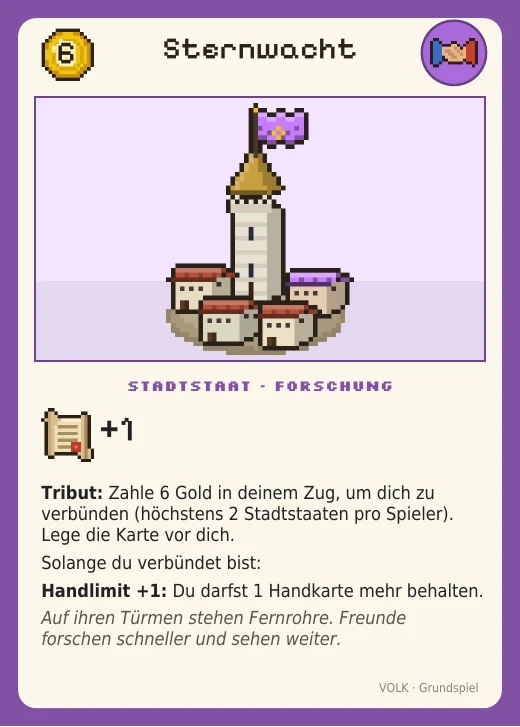 6
Sternwacht
STADTSTAAT - FORSCHUNG
+1
Tribut: Zahle 6 Gold in deinem Zug, um dich zu
verbünden (höchstens 2 Stadtstaaten pro Spieler).
Lege die Karte vor dich.
Solange du verbündet bist:
Handlimit +1: Du darfst 1 Handkarte mehr behalten.
Auf ihren Türmen stehen Fernrohre. Freunde
forschen schneller und sehen weiter.
VOLK · Grundspiel